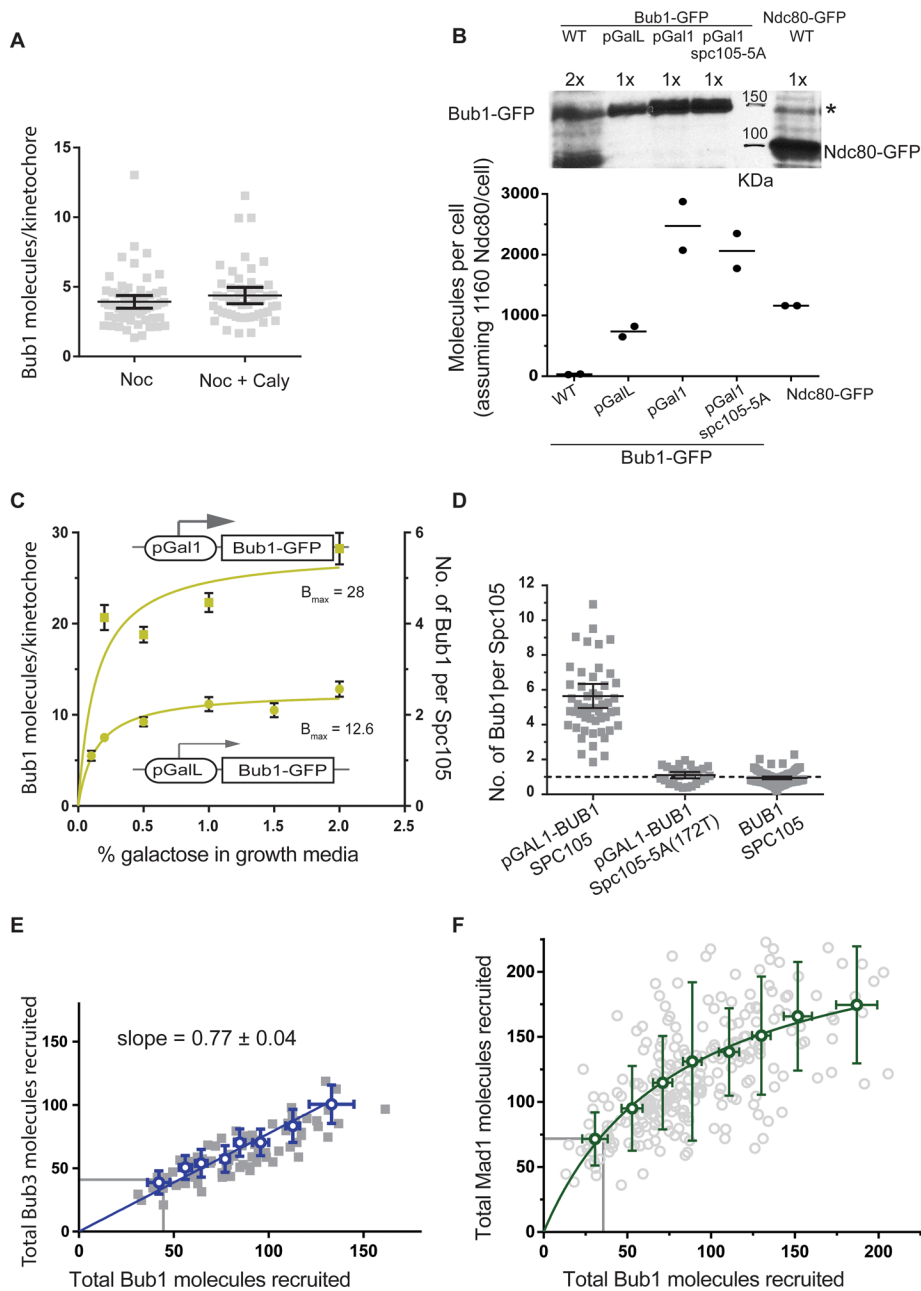 A
Bub1 molecules/kinetochore
15
10
5
0
Noc
Noc + Caly
B
Bub1-GFP
Ndc80-GFP
WT
pGalL
pGal1
pGal1
spc105-5A
WT
2x
1x
1x
1x
1x
Bub1-GFP
150
*
100
Ndc80-GFP
KDa
Molecules per cell
(assuming 1160 Ndc80/cell)
3000
2000
1000
0
WT
pGalL
pGal1
pGal1
spc105-5A
Ndc80-GFP
Bub1-GFP
C
Bub1 molecules/kinetochore
30
20
10
0
pGal1
Bub1-GFP
Bmax = 28
Bmax = 12.6
pGalL
Bub1-GFP
6
4
2
0
No. of Bub1 per Spc105
0.0
0.5
1.0
1.5
2.0
2.5
% galactose in growth media
D
No. of Bub1per Spc105
12
11
10
8
6
4
2
0
pGAL1-BUB1
SPC105
pGAL1-BUB1
Spc105-5A(172T)
BUB1
SPC105
E
Total Bub3 molecules recruited
150
100
50
0
slope = 0.77 ± 0.04
0
50
100
150
Total Bub1 molecules recruited
F
Total Mad1 molecules recruited
200
150
100
50
0
0
50
100
150
200
Total Bub1 molecules recruited